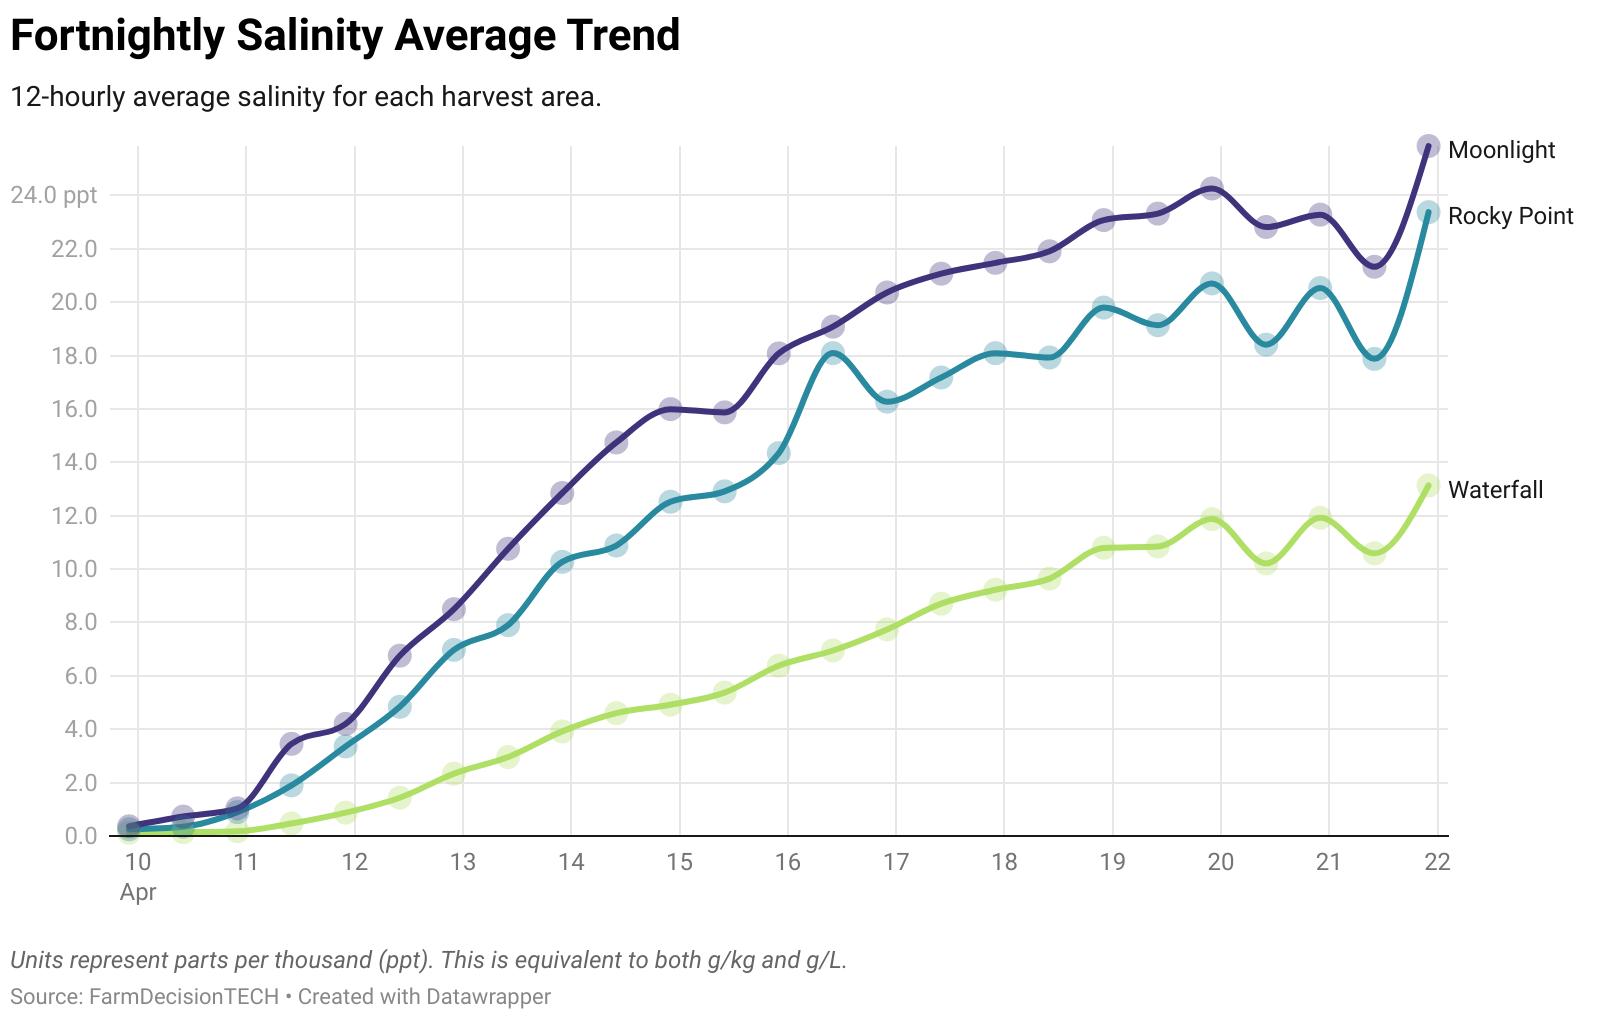 Fortnightly Salinity Average Trend
12-hourly average salinity for each harvest area.
Moonlight
24.0 ppt
Rocky Point
22.0
20.0
18.0
16.0
14.0
Waterfall
12.0
10.0
8.0
6.0
4.0
2.0
0.0
10 11 12 13 14 15 16 17 18 19 20 21 22
Apr
Units represent parts per thousand (ppt). This is equivalent to both g/kg and g/L.
Source: FarmDecisionTECH • Created with Datawrapper